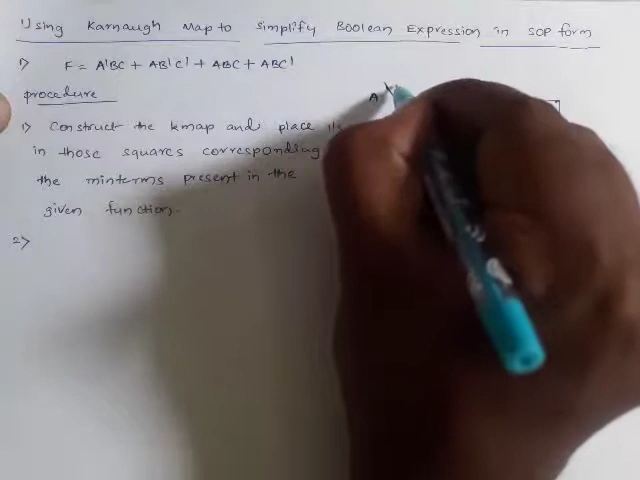 Using Karnaugh Map to Simplify Boolean Expression in SOP form
1) F = A'BC + AB'C' + ABC + ABC'
procedure
A
1) Construct the kmap and place 1's
in those squares corresponding
the minterms present in the
given function.
2)